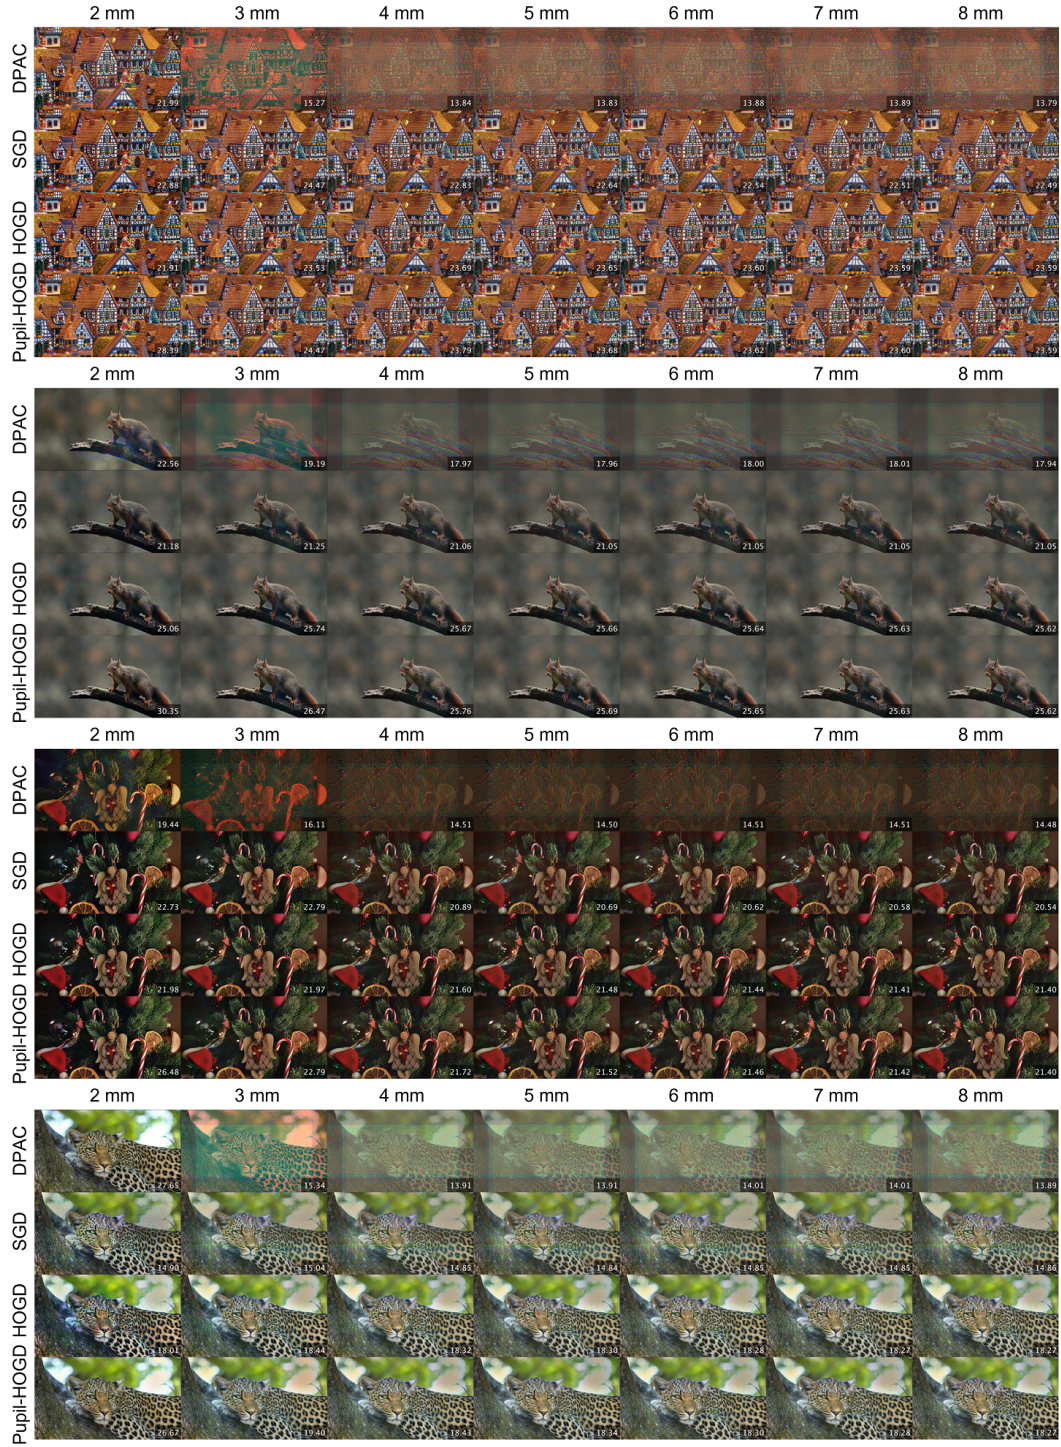 2 mm 3 mm 4 mm 5 mm 6 mm 7 mm 8 mm
DPAC
21.99 15.27 13.84 13.83 13.88 13.89 13.79
SGD
22.88 24.47 22.83 22.64 22.54 22.51 22.49
HOGD
21.91 23.53 23.69 23.65 23.60 23.59 23.59
Pupil-HOGD
28.39 24.47 23.79 23.68 23.62 23.60 23.59
2 mm 3 mm 4 mm 5 mm 6 mm 7 mm 8 mm
DPAC
22.56 19.19 17.97 17.96 18.00 18.01 17.94
SGD
21.18 21.25 21.06 21.05 21.05 21.05 21.05
HOGD
25.06 25.74 25.67 25.66 25.64 25.63 25.62
Pupil-HOGD
30.35 26.47 25.76 25.69 25.65 25.63 25.62
2 mm 3 mm 4 mm 5 mm 6 mm 7 mm 8 mm
DPAC
19.44 16.11 14.51 14.50 14.51 14.51 14.48
SGD
22.73 22.79 20.89 20.69 20.62 20.58 20.54
HOGD
21.98 21.97 21.60 21.48 21.44 21.41 21.40
Pupil-HOGD
26.48 22.79 21.72 21.52 21.46 21.42 21.40
2 mm 3 mm 4 mm 5 mm 6 mm 7 mm 8 mm
DPAC
27.65 15.34 13.91 13.91 14.01 14.01 13.89
SGD
14.90 15.04 14.85 14.84 14.85 14.85 14.86
HOGD
18.01 18.44 18.32 18.30 18.28 18.27 18.27
Pupil-HOGD
26.67 19.40 18.43 18.34 18.30 18.28 18.27